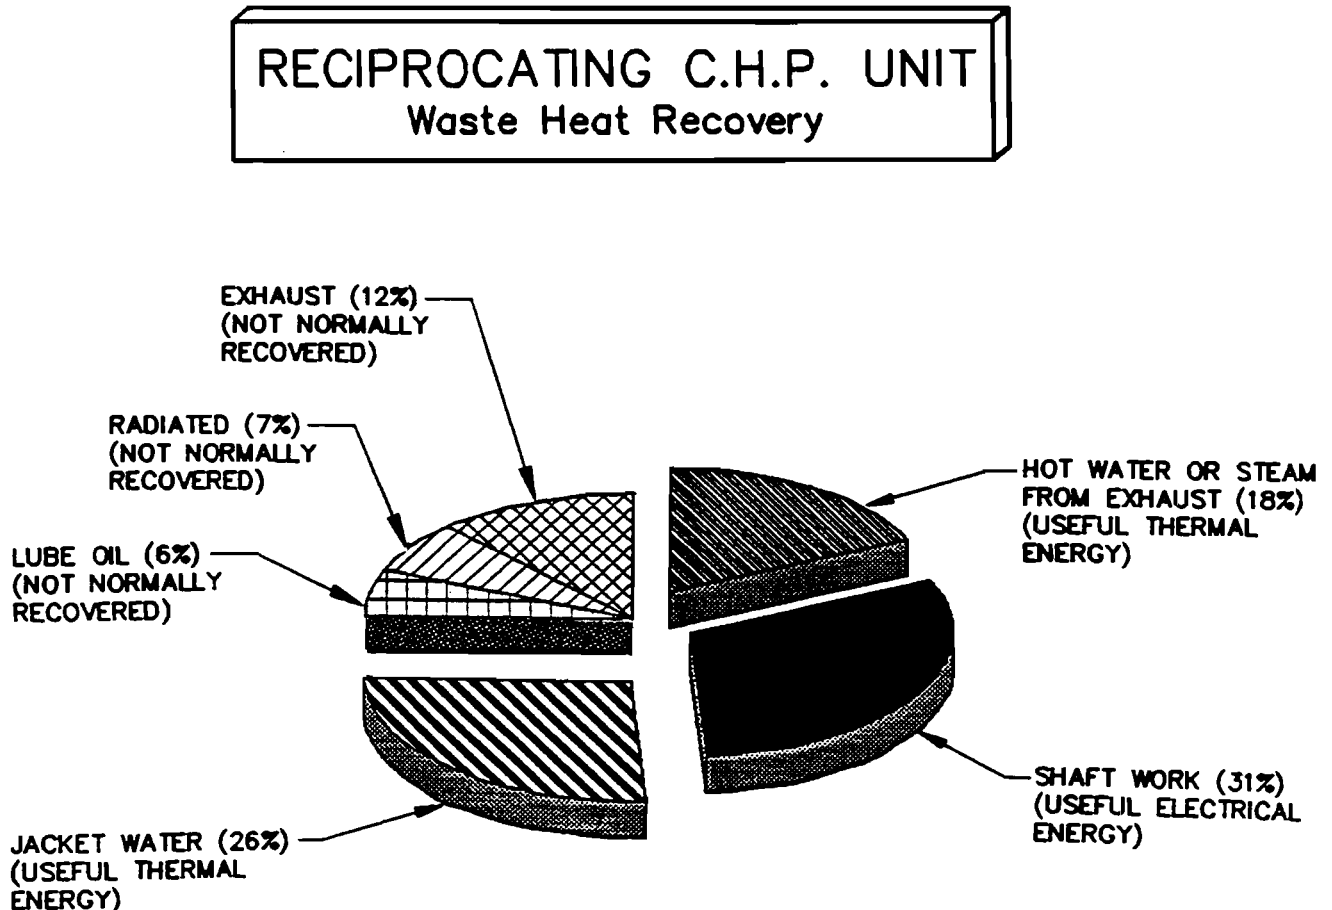 RECIPROCATING C.H.P. UNIT
Waste Heat Recovery
EXHAUST (12%)
(NOT NORMALLY
RECOVERED)
RADIATED (7%)
(NOT NORMALLY
RECOVERED)
LUBE OIL (6%)
(NOT NORMALLY
RECOVERED)
HOT WATER OR STEAM
FROM EXHAUST (18%)
(USEFUL THERMAL
ENERGY)
SHAFT WORK (31%)
(USEFUL ELECTRICAL
ENERGY)
JACKET WATER (26%)
(USEFUL THERMAL
ENERGY)